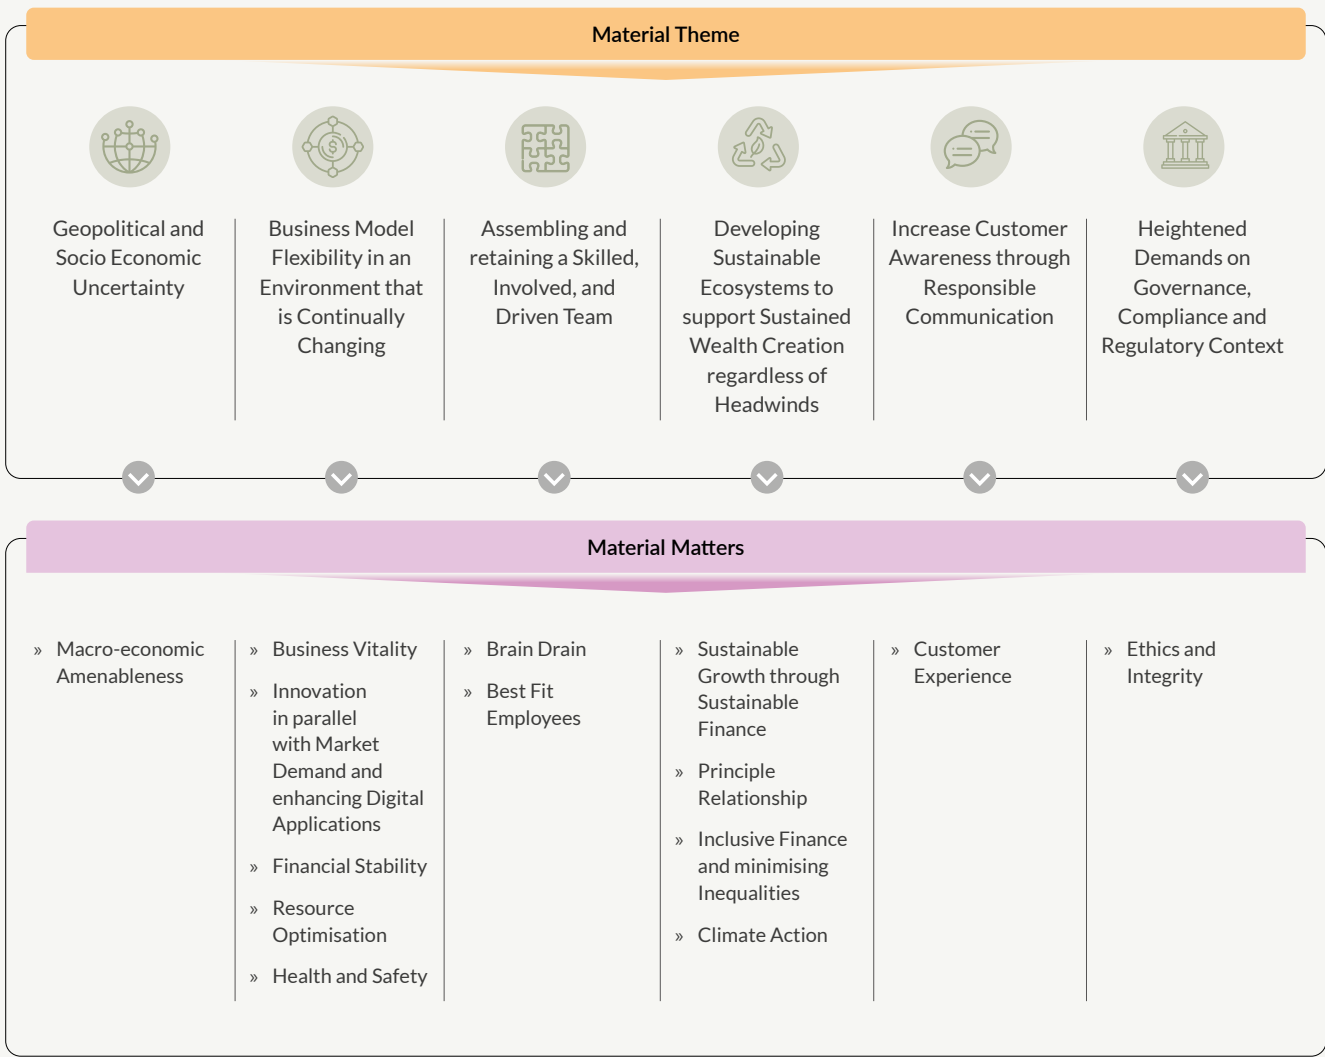 Material Theme
Geopolitical and
Socio Economic
Uncertainty
Business Model
Flexibility in an
Environment that
is Continually
Changing
Assembling and
retaining a Skilled,
Involved, and
Driven Team
Developing
Sustainable
Ecosystems to
support Sustained
Wealth Creation
regardless of
Headwinds
Increase Customer
Awareness through
Responsible
Communication
Heightened
Demands on
Governance,
Compliance and
Regulatory Context
Material Matters
» Macro-economic
Amenableness
» Business Vitality
» Innovation
in parallel
with Market
Demand and
enhancing Digital
Applications
» Financial Stability
» Resource
Optimisation
» Health and Safety
» Brain Drain
» Best Fit
Employees
» Sustainable
Growth through
Sustainable
Finance
» Principle
Relationship
» Inclusive Finance
and minimising
Inequalities
» Climate Action
» Customer
Experience
» Ethics and
Integrity